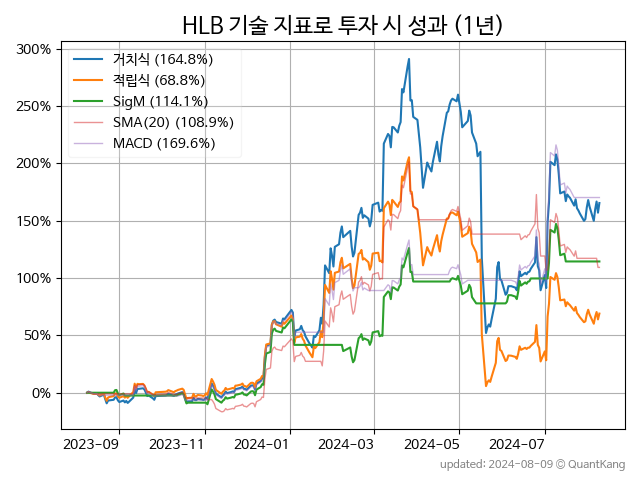 HLB 기술 지표로 투자 시 성과 (1년)
300%
250%
200%
150%
100%
50%
0%
거치식 (164.8%)
적립식 (68.8%)
SigM (114.1%)
SMA(20) (108.9%)
MACD (169.6%)
2023-09
2023-11
2024-01
2024-03
2024-05
2024-07
updated: 2024-08-09 © QuantKang